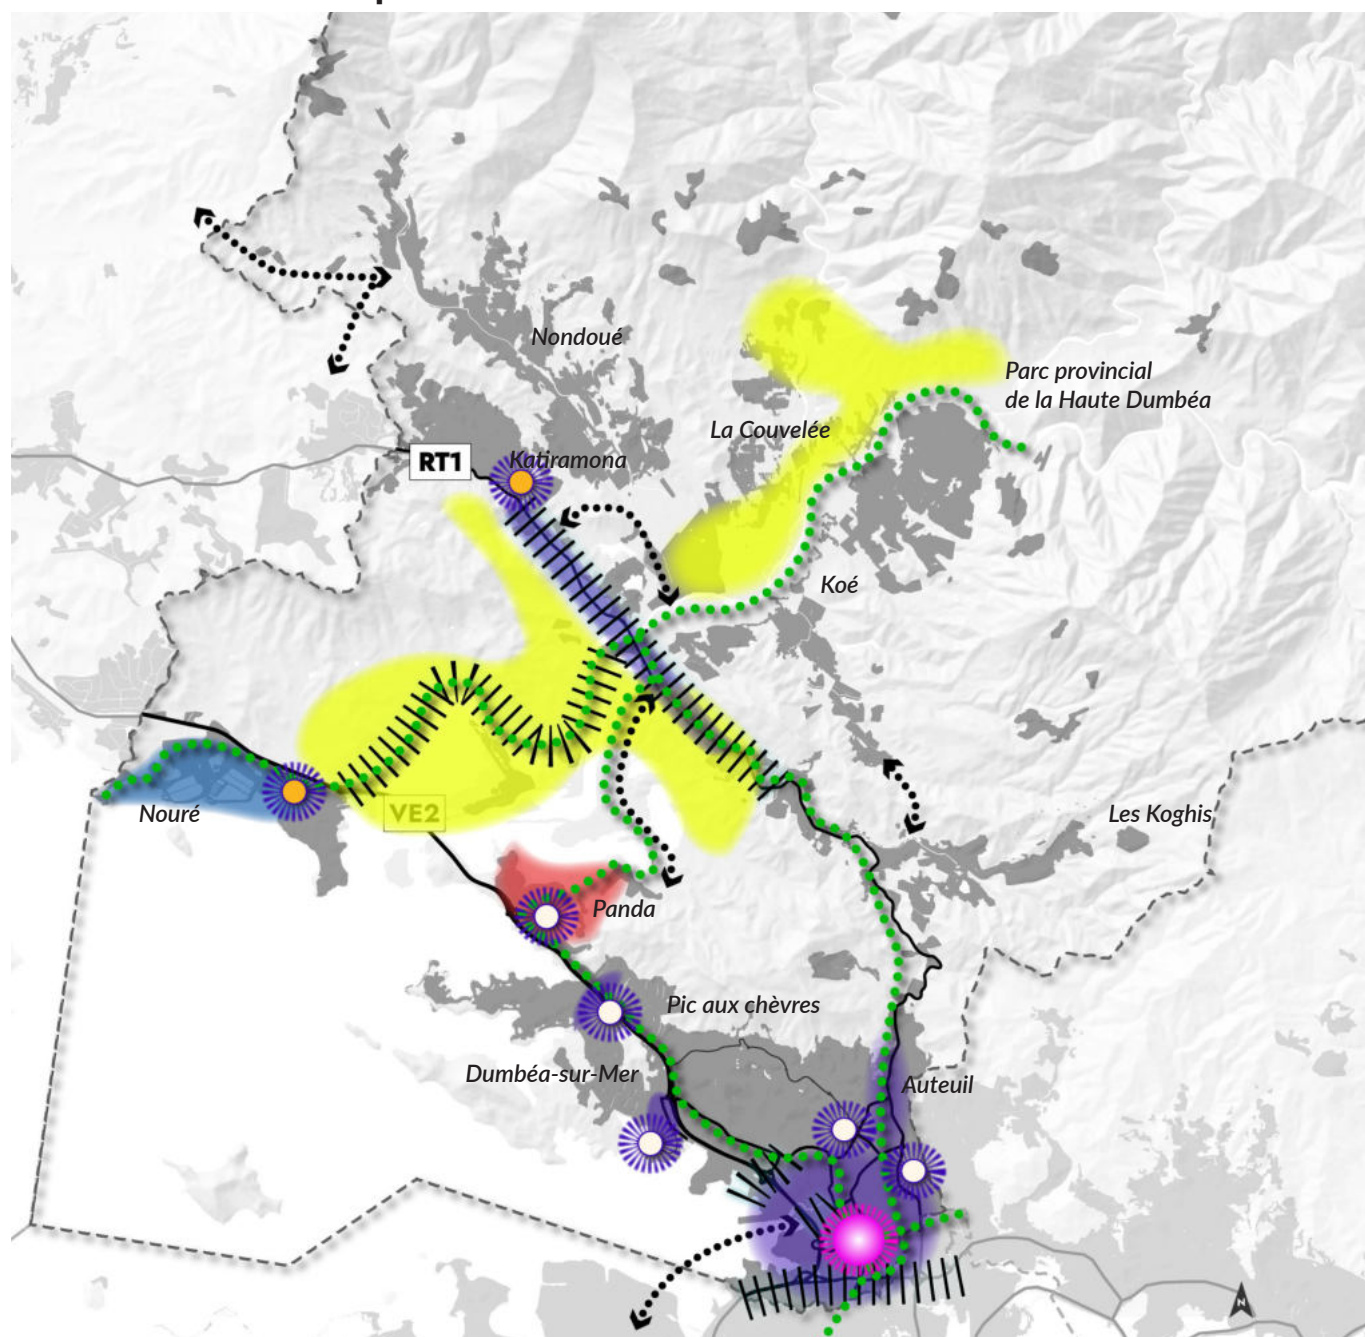 Nondoué
Parc provincial
de la Haute Dumbéa
La Couvelée
RT1
Katiramona
Koé
Nouré
VE2
Les Koghis
Panda
Pic aux chèvres
Dumbéa-sur-Mer
Auteuil
N